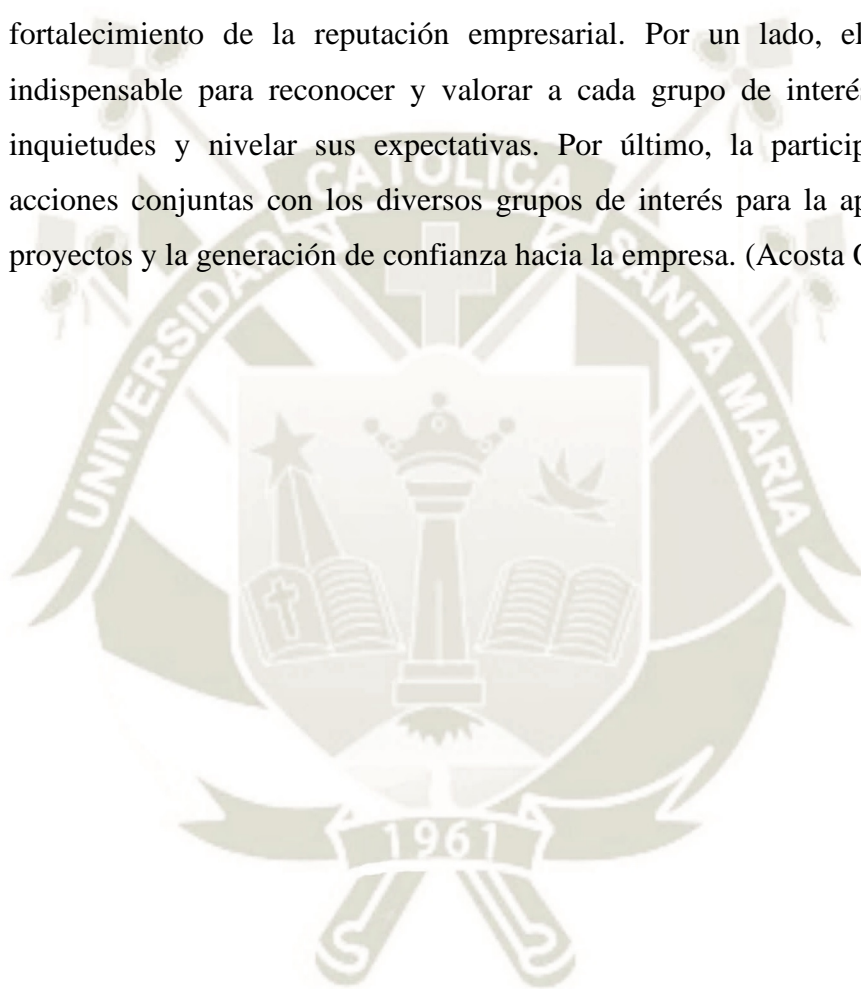 fortalecimiento de la reputación empresarial. Por un lado, el
indispensable para reconocer y valorar a cada grupo de interés
inquietudes y nivelar sus expectativas. Por último, la particip
acciones conjuntas con los diversos grupos de interés para la ap
proyectos y la generación de confianza hacia la empresa. (Acosta
UNIVERSIDAD CATOLICA SANTA MARIA
1961